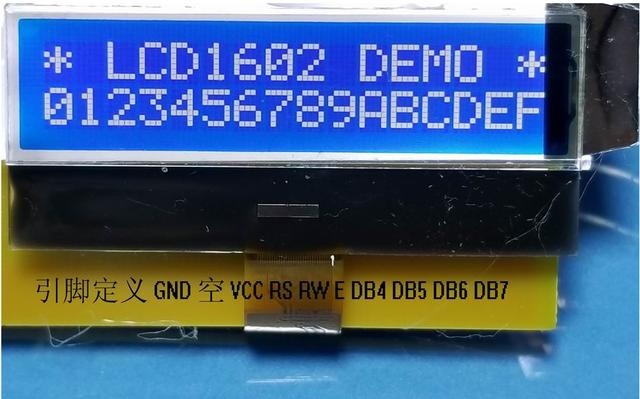 * LCD1602 DEMO *
0123456789ABCDEF
引脚定义 GND 空 VCC RS RW E DB4 DB5 DB6 DB7